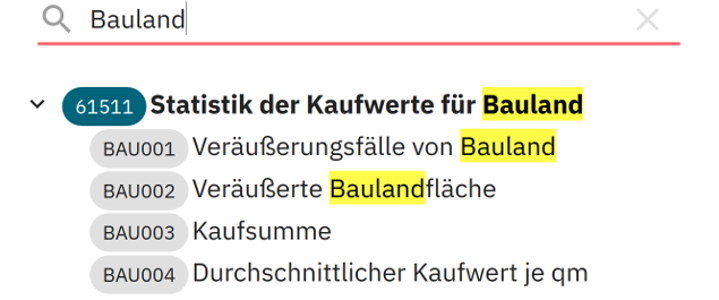 Bauland
61511 Statistik der Kaufwerte für Bauland
BAU001 Veräußerungsfälle von Bauland
BAU002 Veräußerte Baulandfläche
BAU003 Kaufsumme
BAU004 Durchschnittlicher Kaufwert je qm